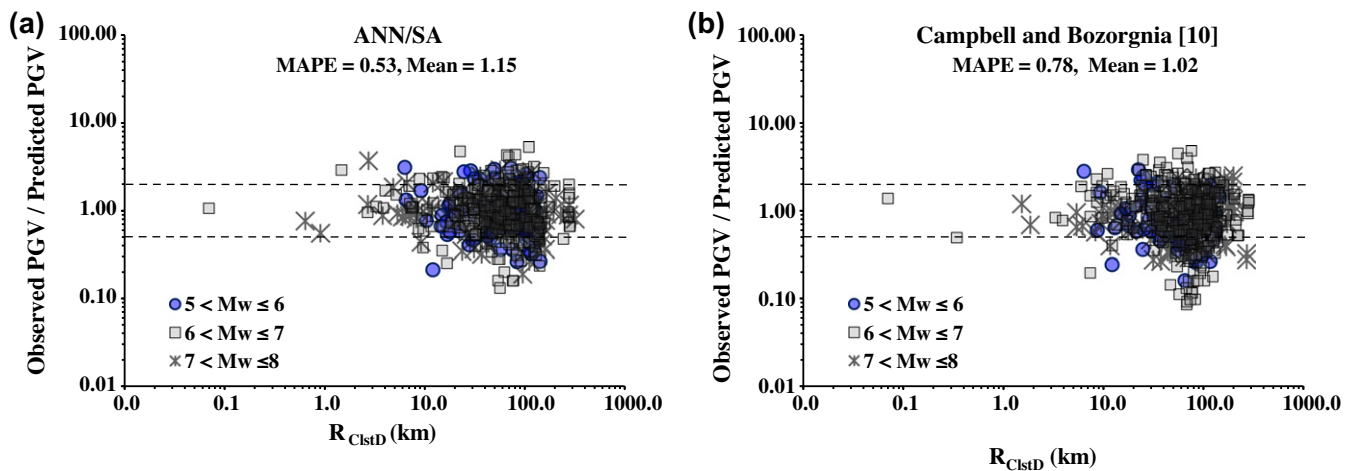 (a)
ANN/SA
MAPE = 0.53, Mean = 1.15
Observed PGV / Predicted PGV
100.00
10.00
1.00
0.10
0.01
5 < Mw ≤ 6
6 < Mw ≤ 7
7 < Mw ≤8
0.0 0.1 1.0 10.0 100.0 1000.0
R ClstD (km)
(b)
Campbell and Bozorgnia [10]
MAPE = 0.78, Mean = 1.02
Observed PGV / Predicted PGV
100.00
10.00
1.00
0.10
0.01
5 < Mw ≤ 6
6 < Mw ≤ 7
7 < Mw ≤8
0.0 0.1 1.0 10.0 100.0 1000.0
R ClstD (km)